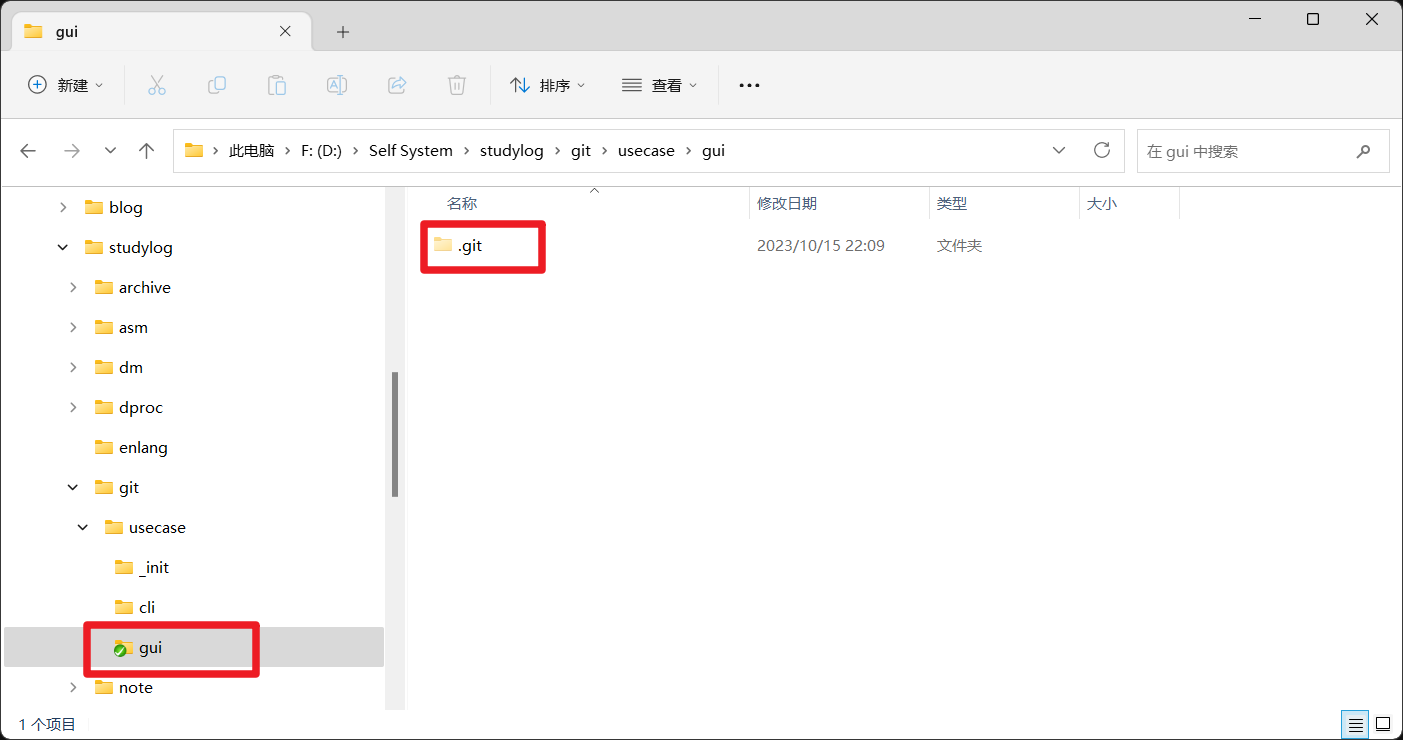 gui
新建
排序
查看
此电脑 F: (D:) Self System studylog git usecase gui
在 gui 中搜索
blog
studylog
archive
asm
dm
dproc
enlang
git
usecase
_init
cli
gui
note
名称 修改日期 类型 大小
.git 2023/10/15 22:09 文件夹
1 个项目